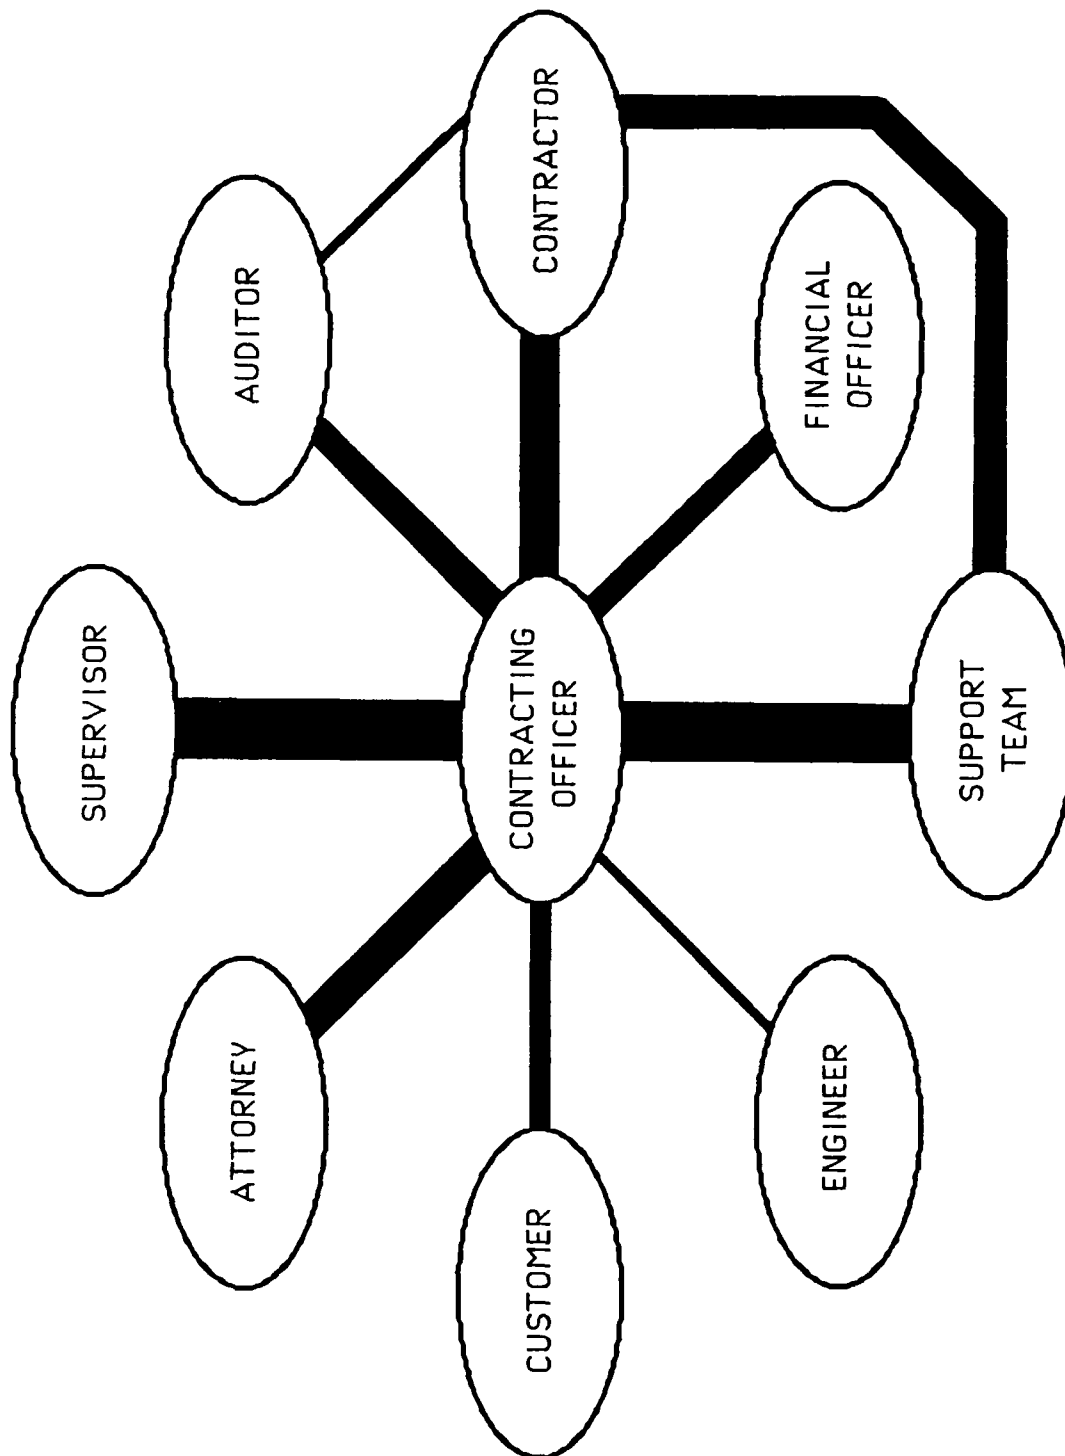 SUPERVISOR
ATTORNEY
AUDITOR
CUSTOMER
CONTRACTING
OFFICER
CONTRACTOR
ENGINEER
FINANCIAL
OFFICER
SUPPORT
TEAM